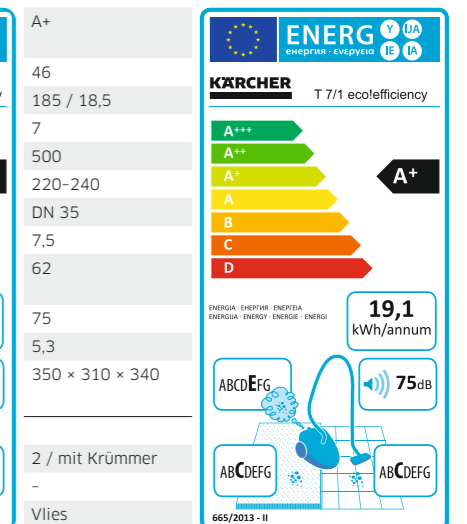 A+
46
185 / 18,5
7
500
220-240
DN 35
7,5
62
75
5,3
350 × 310 × 340
2 / mit Krümmer
-
Vlies
ENERG Y IJA
енергия · ενεργεια IE IA
KÄRCHER
T 7/1 eco!efficiency
A+++
A++
A+
A+
A
B
C
D
ENERGIA · ЕНЕРГИЯ · ΕΝΕΡΓΕΙΑ
ENERGIJA · ENERGY · ENERGIE · ENERGI
19,1
kWh/annum
ABCDEFG
75dB
ABCDEFG
ABCDEFG
665/2013 - II